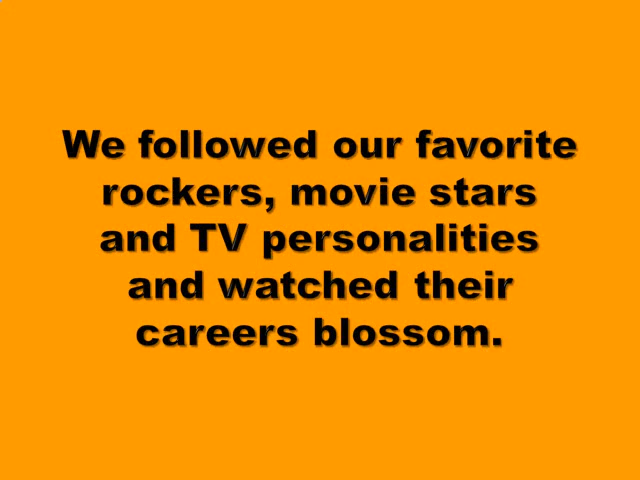 We followed our favorite
rockers, movie stars
and TV personalities
and watched their
careers blossom.